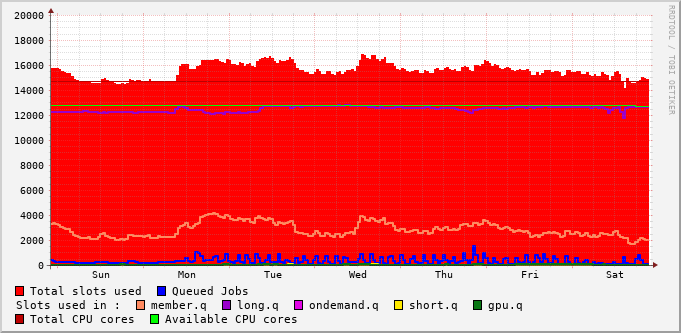 20000
18000
16000
14000
12000
10000
8000
6000
4000
2000
0
Sun Mon Tue Wed Thu Fri Sat
RRDTOOL / TOBI OETIKER
Total slots used Queued Jobs
Slots used in : member.q long.q ondemand.q short.q gpu.q
Total CPU cores Available CPU cores